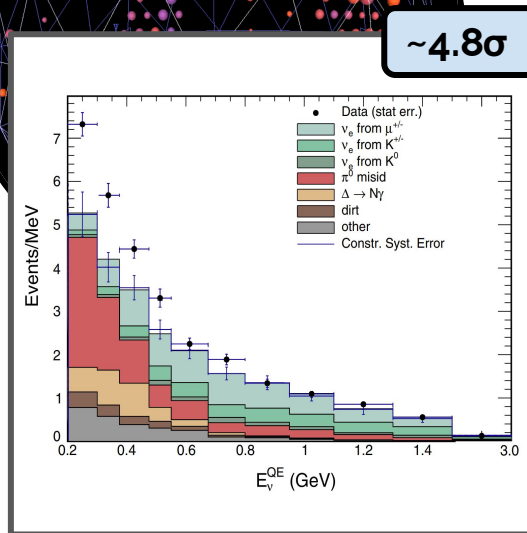 ~4.8σ
Data (stat err.)
ν_e from μ^{+/-}
ν_e from K^{+/-}
ν_e from K^0
π^0 misid
Δ → Nγ
dirt
other
Constr. Syst. Error
Events/MeV
7
6
5
4
3
2
1
0
0.2 0.4 0.6 0.8 1 1.2 1.4 3.0
E_ν^{QE} (GeV)